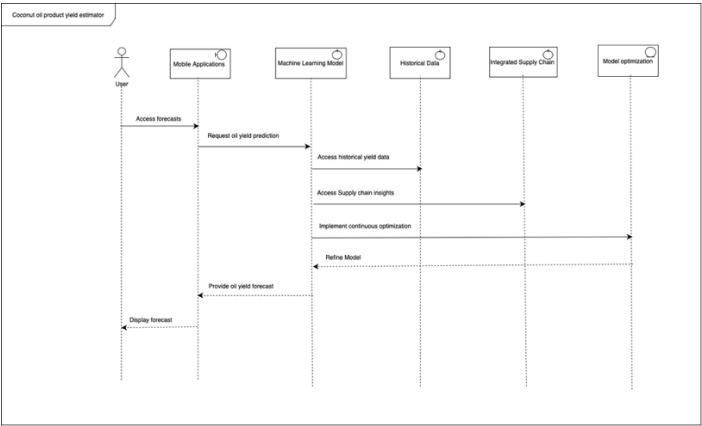 Coconut oil product yield estimator
Mobile Applications
Machine Learning Model
Historical Data
Integrated Supply Chain
Model optimization
User
Access forecasts
Request oil yield prediction
Access historical yield data
Access Supply chain insights
Implement continuous optimization
Refine Model
Provide oil yield forecast
Display forecast